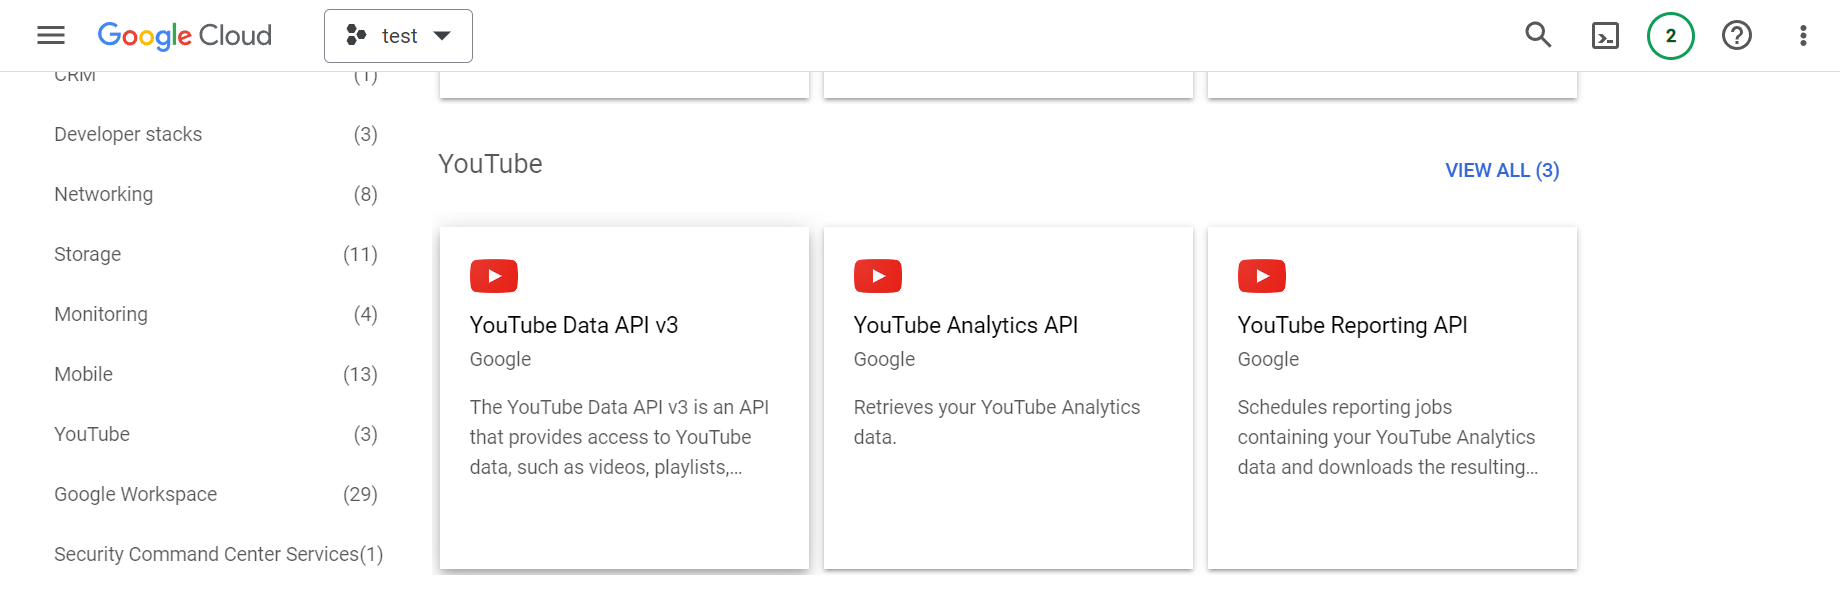 Google Cloud
test
2
CRM (1)
Developer stacks (3)
Networking (8)
Storage (11)
Monitoring (4)
Mobile (13)
YouTube (3)
Google Workspace (29)
Security Command Center Services(1)
YouTube
VIEW ALL (3)
YouTube Data API v3
Google
The YouTube Data API v3 is an API
that provides access to YouTube
data, such as videos, playlists,...
YouTube Analytics API
Google
Retrieves your YouTube Analytics
data.
YouTube Reporting API
Google
Schedules reporting jobs
containing your YouTube Analytics
data and downloads the resulting...